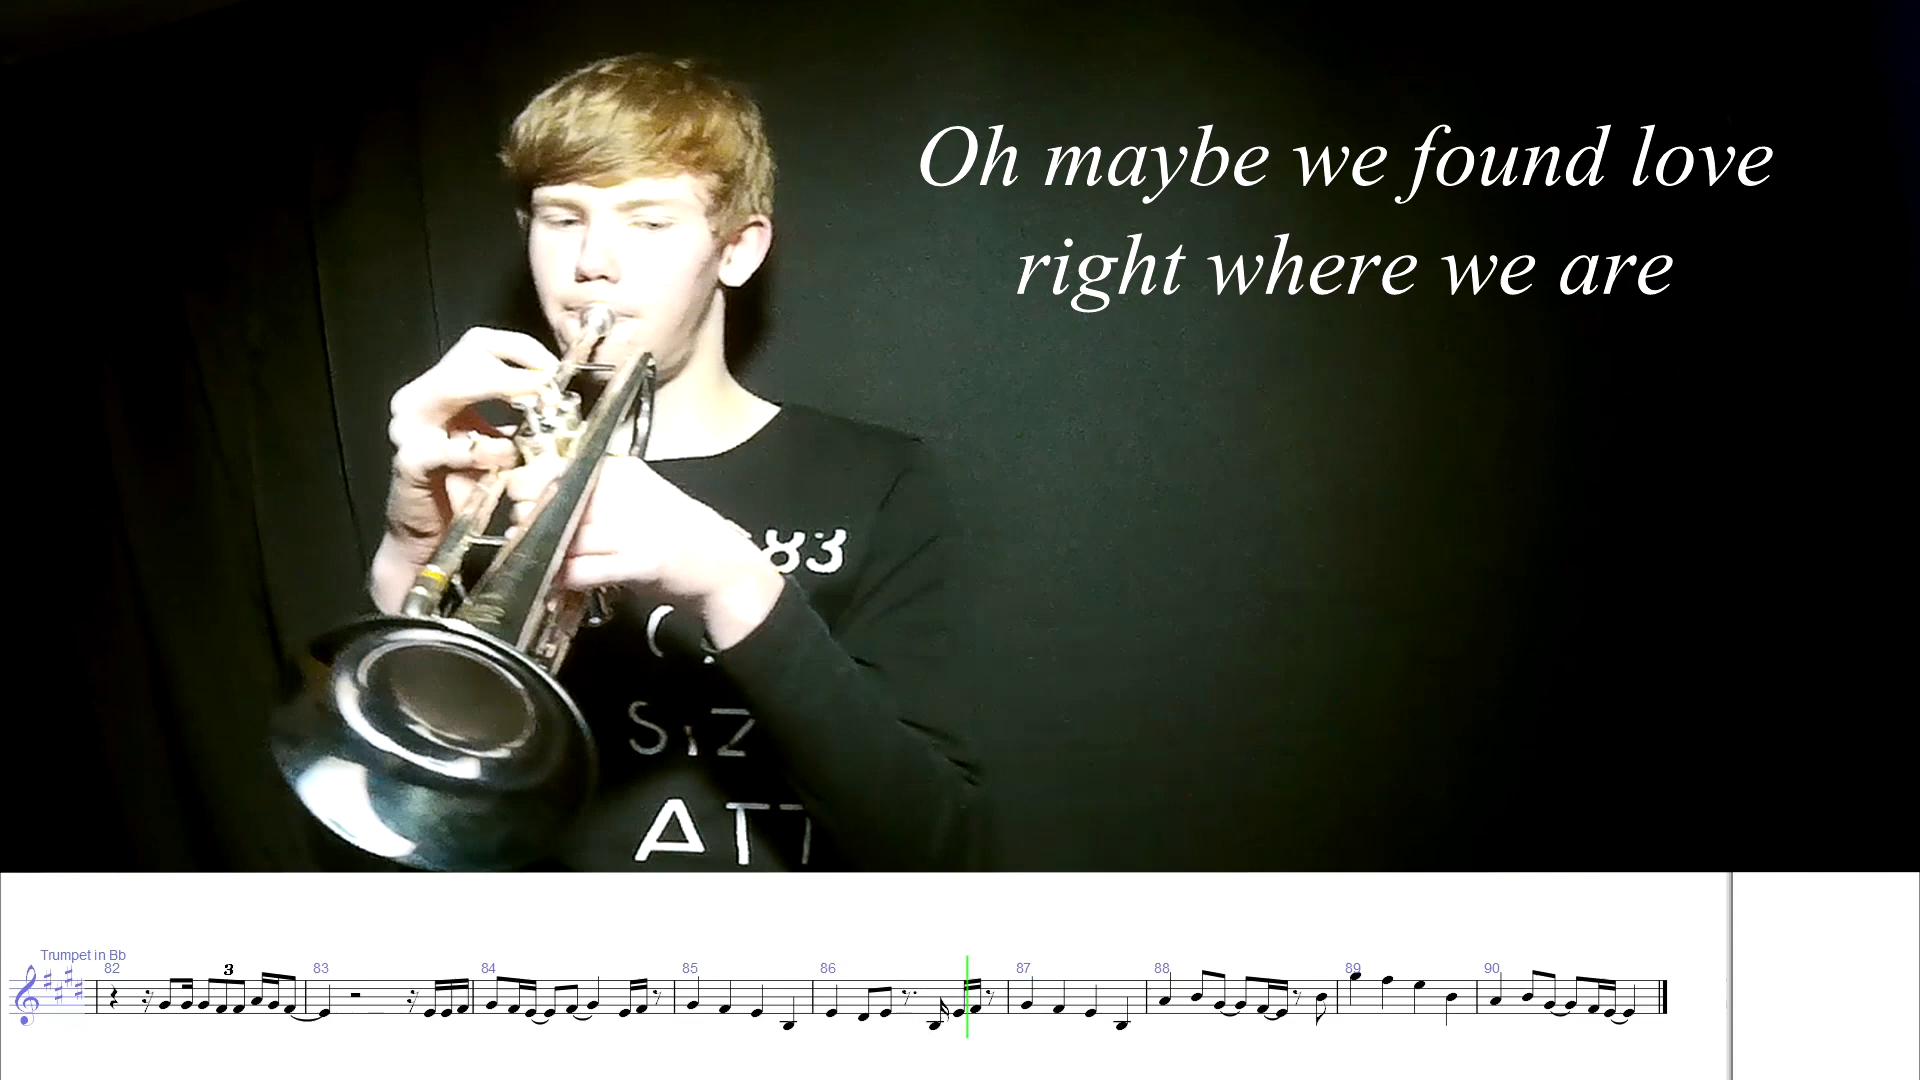 Oh maybe we found love
right where we are
83
SIZ
ATT
Trumpet in Bb
82 83 84 85 86 87 88 89 90
3